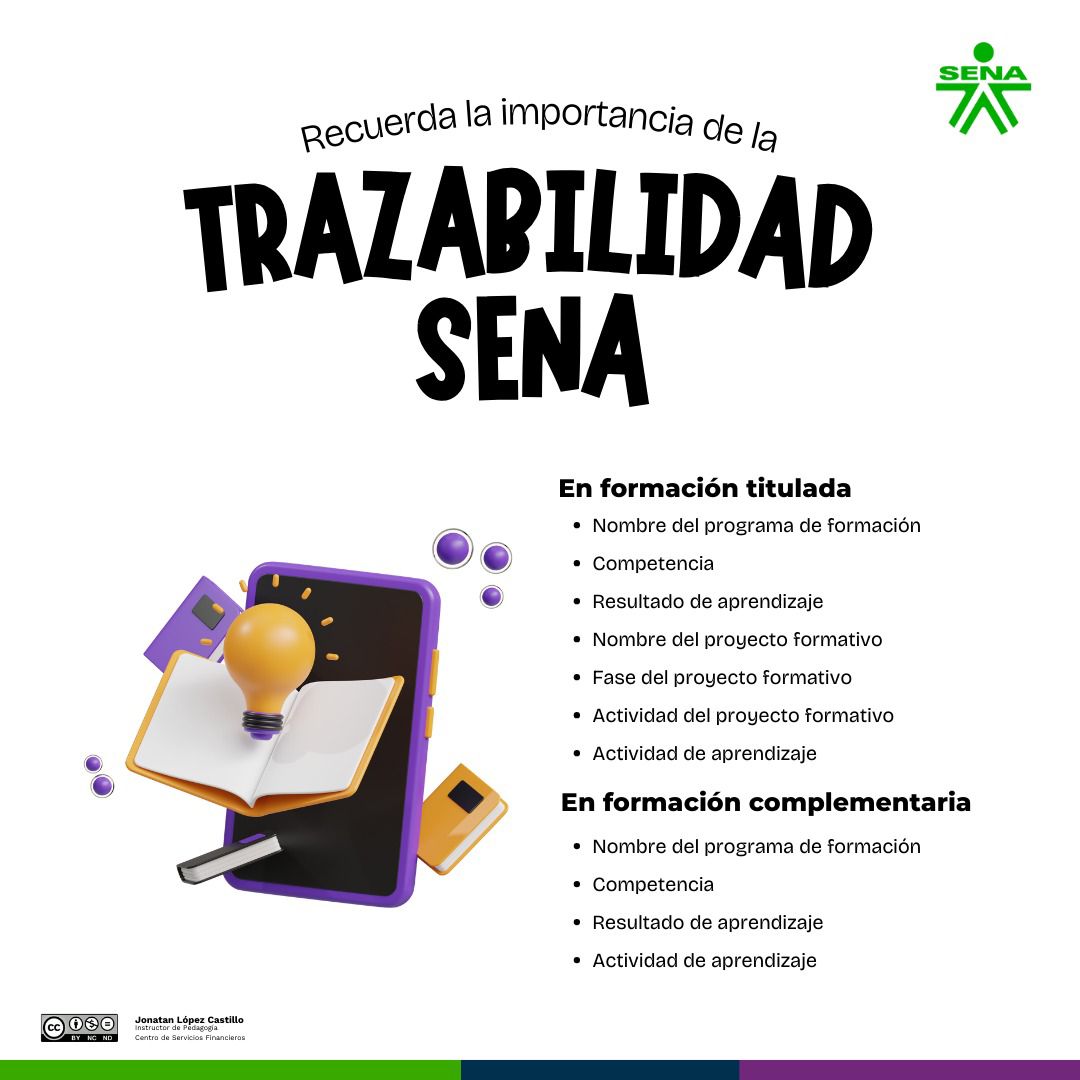 SENA
Recuerda la importancia de la
TRAZABILIDAD
SENA
En formación titulada
• Nombre del programa de formación
• Competencia
• Resultado de aprendizaje
• Nombre del proyecto formativo
• Fase del proyecto formativo
• Actividad del proyecto formativo
• Actividad de aprendizaje
En formación complementaria
• Nombre del programa de formación
• Competencia
• Resultado de aprendizaje
• Actividad de aprendizaje
cc BY NC ND
Jonatan López Castillo
Instructor de Pedagogía
Centro de Servicios Financieros